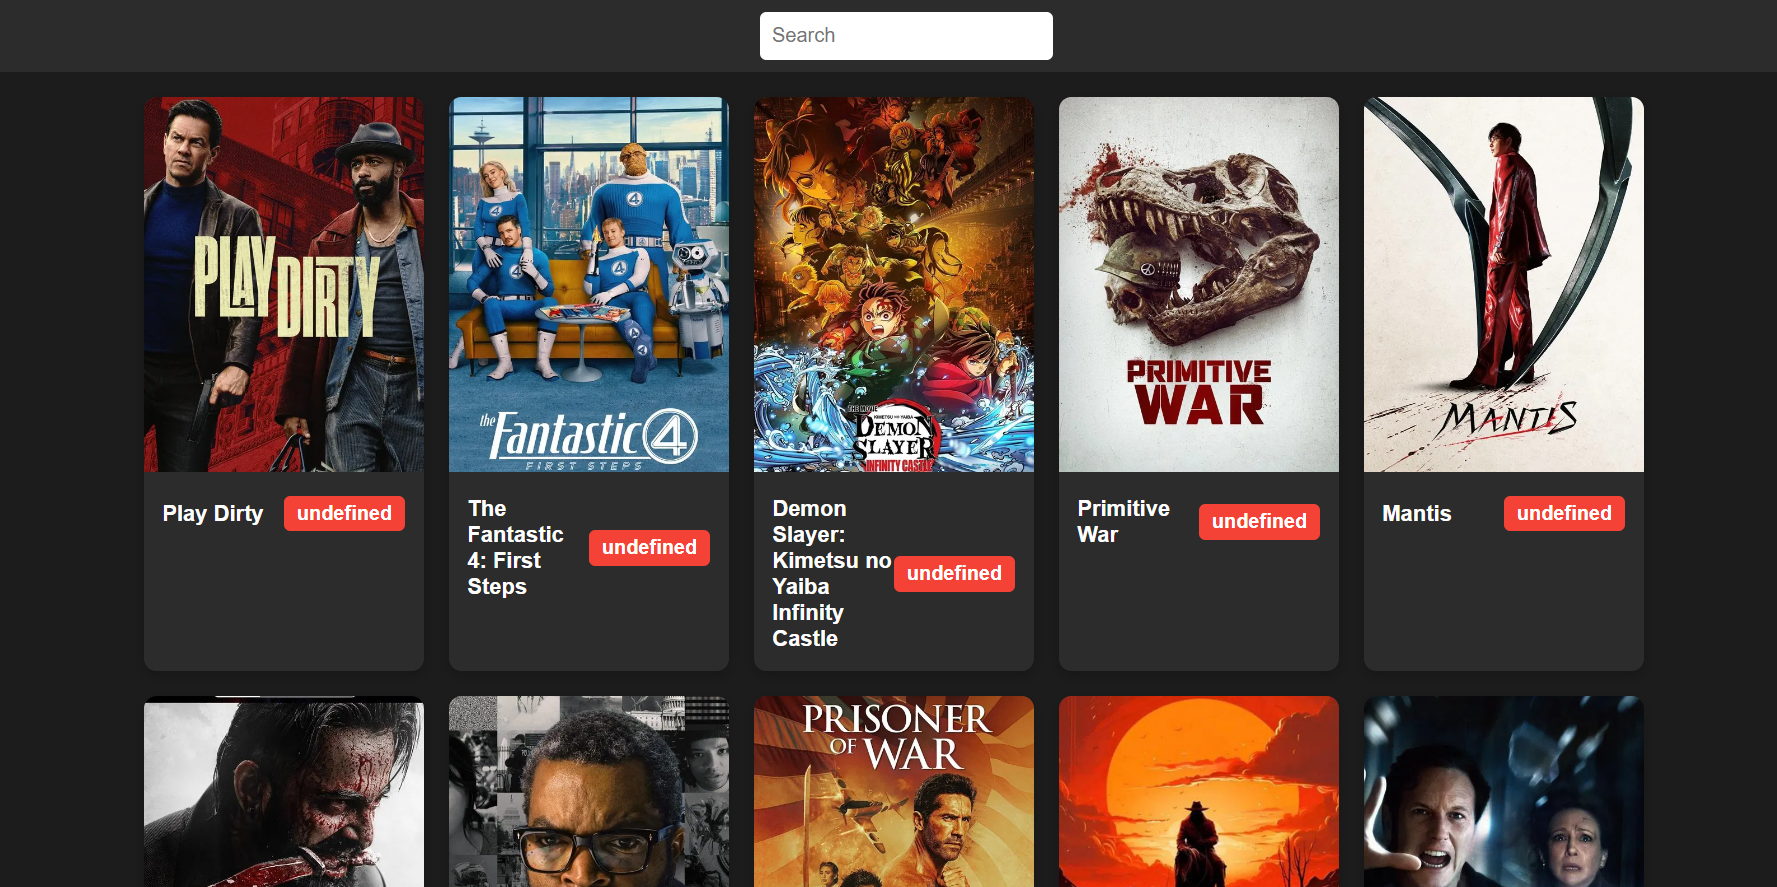 Search
PLAY DIRTY
the
Fantastic 4
FIRST STEPS
THE MOVIE
KIMETSU NO YAIBA
DEMON
SLAYER
INFINITY CASTLE
PRIMITIVE
WAR
MANTIS
Play Dirty
undefined
The
Fantastic
4: First
Steps
undefined
Demon
Slayer:
Kimetsu no
Yaiba
Infinity
Castle
undefined
Primitive
War
undefined
Mantis
undefined
PRISONER
OF WAR